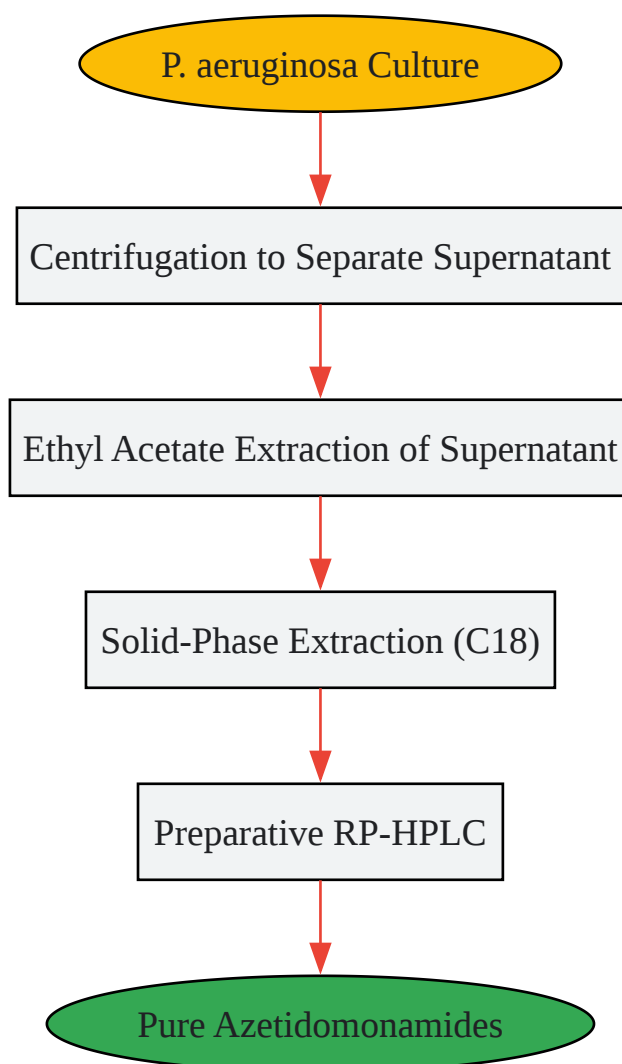 P. aeruginosa Culture
Centrifugation to Separate Supernatant
Ethyl Acetate Extraction of Supernatant
Solid-Phase Extraction (C18)
Preparative RP-HPLC
Pure Azetidomonamides